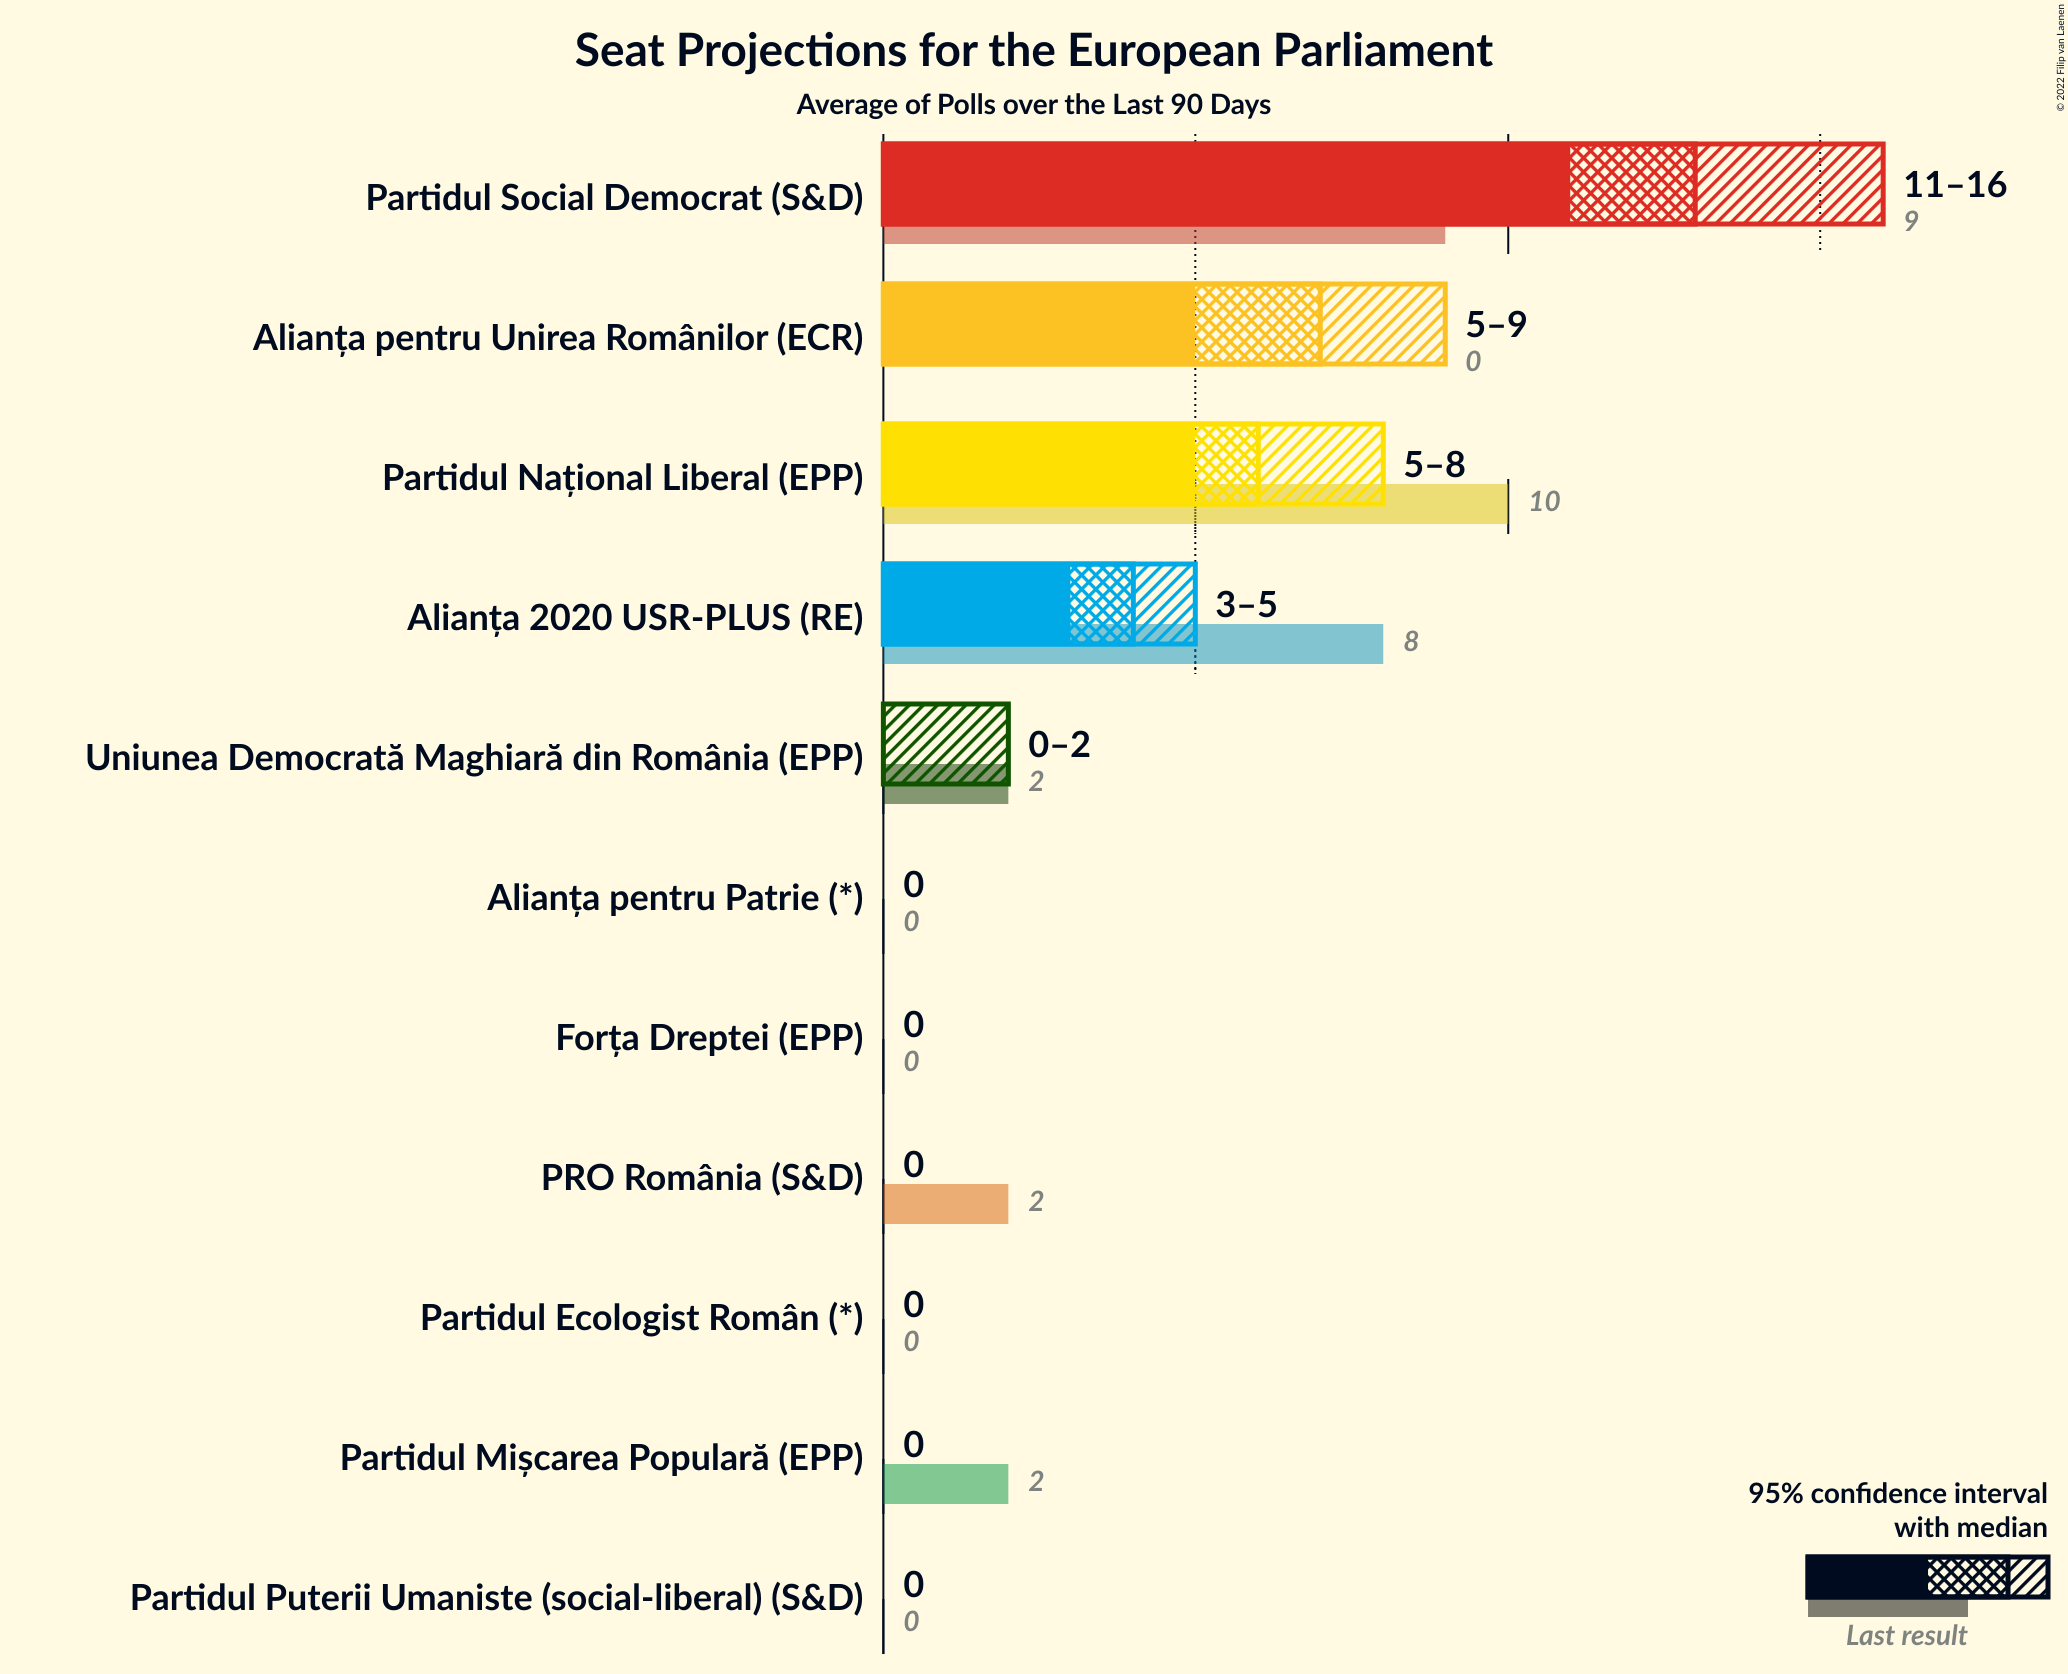 Seat Projections for the European Parliament
Average of Polls over the Last 90 Days
© 2022 Filip van Laenen
Partidul Social Democrat (S&D)
11–16
9
Alianța pentru Unirea Românilor (ECR)
5–9
0
Partidul Național Liberal (EPP)
5–8
10
Alianța 2020 USR-PLUS (RE)
3–5
8
Uniunea Democrată Maghiară din România (EPP)
0–2
2
Alianța pentru Patrie (*)
0
0
Forța Dreptei (EPP)
0
0
PRO România (S&D)
0
2
Partidul Ecologist Român (*)
0
0
Partidul Mișcarea Populară (EPP)
0
2
Partidul Puterii Umaniste (social-liberal) (S&D)
0
0
95% confidence interval
with median
Last result